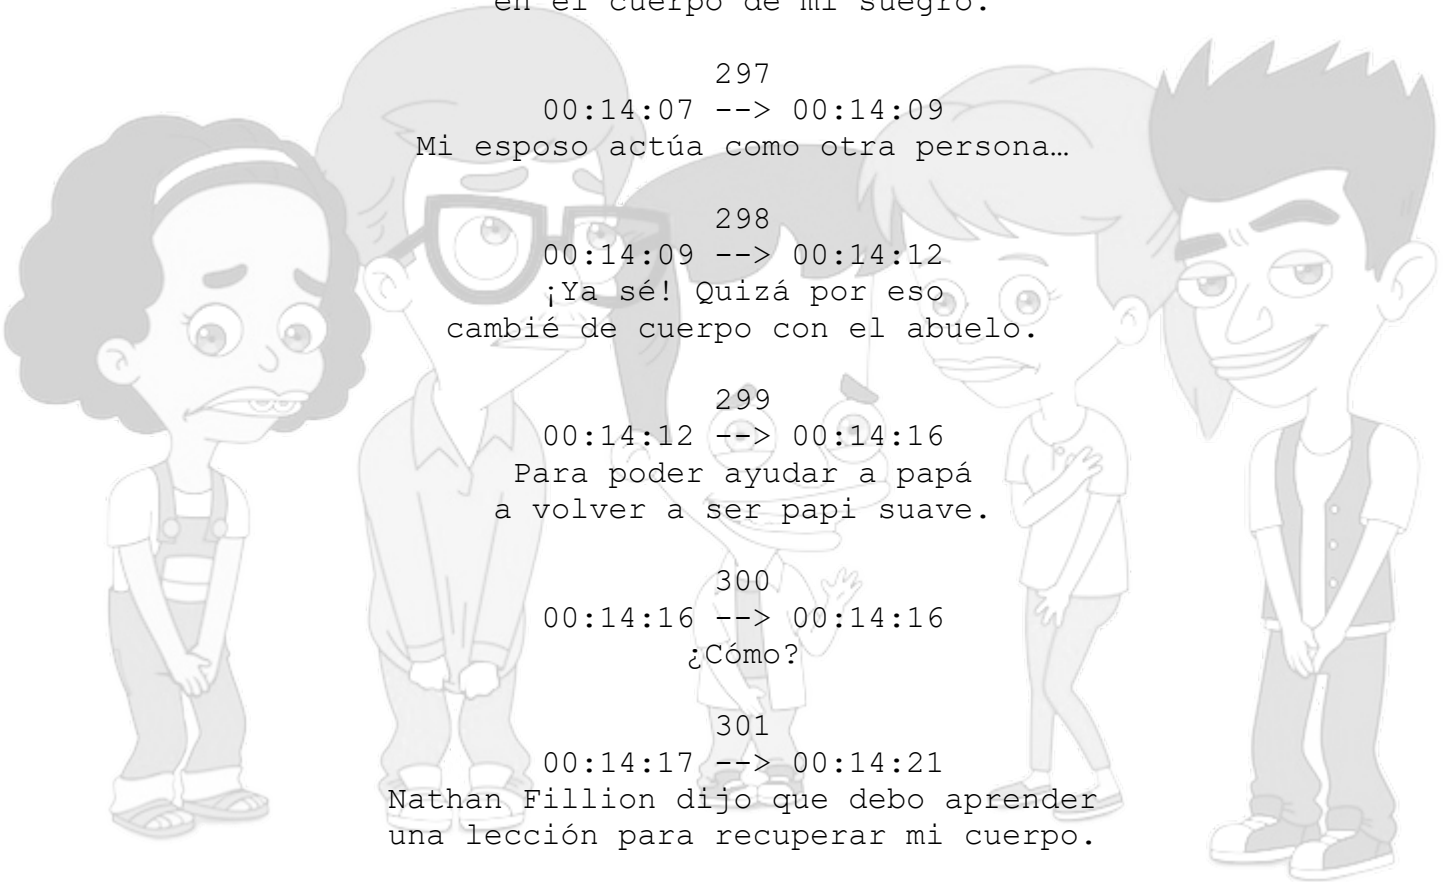 en el cuerpo de mi suegro.
297
00:14:07 --> 00:14:09
Mi esposo actúa como otra persona…
298
00:14:09 --> 00:14:12
¡Ya sé! Quizá por eso
cambié de cuerpo con el abuelo.
299
00:14:12 --> 00:14:16
Para poder ayudar a papá
a volver a ser papi suave.
300
00:14:16 --> 00:14:16
¿Cómo?
301
00:14:17 --> 00:14:21
Nathan Fillion dijo que debo aprender
una lección para recuperar mi cuerpo.